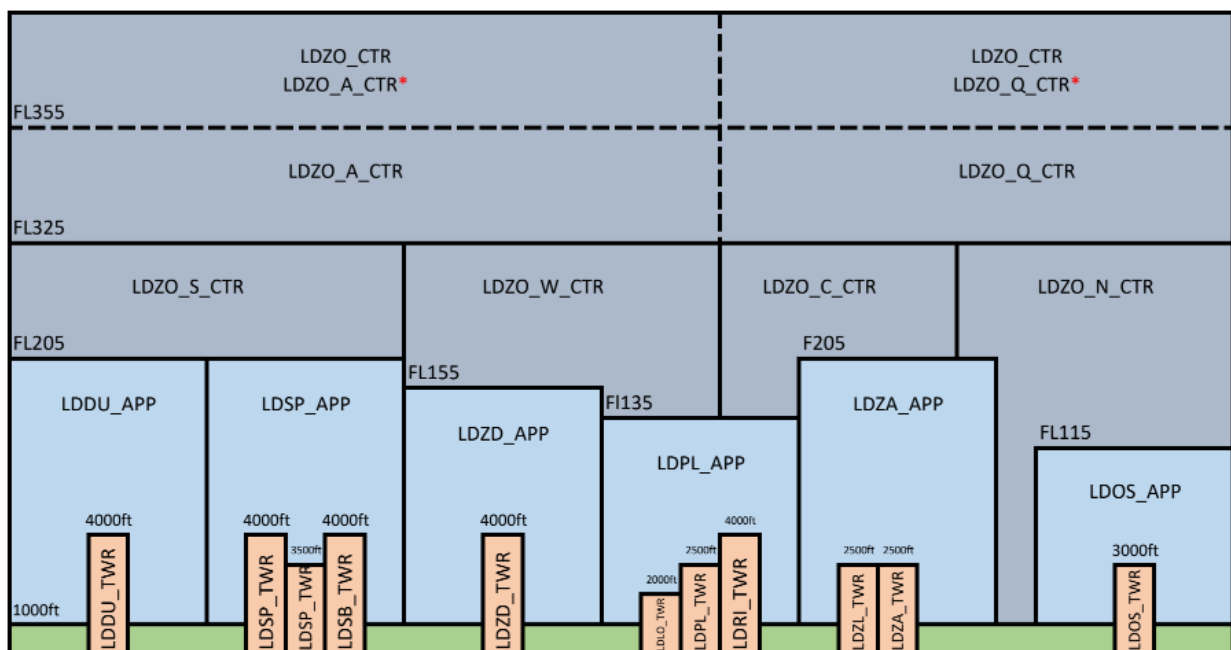 LDZO_CTR
LDZO_A_CTR*
LDZO_CTR
LDZO_Q_CTR*
FL355
LDZO_A_CTR
LDZO_Q_CTR
FL325
LDZO_S_CTR
LDZO_W_CTR
LDZO_C_CTR
LDZO_N_CTR
FL205
F205
FL155
Fl135
LDDU_APP
LDSP_APP
LDZD_APP
LDZA_APP
FL115
LDPL_APP
LDOS_APP
4000ft
4000ft
3500ft
4000ft
4000ft
2000ft
2500ft
4000ft
2500ft
2500ft
3000ft
1000ft
LDDU_TWR
LDSP_TWR
LDSP_TWR
LDSB_TWR
LDZD_TWR
LDLO_TWR
LDPL_TWR
LDRI_TWR
LDZL_TWR
LDZA_TWR
LDOS_TWR